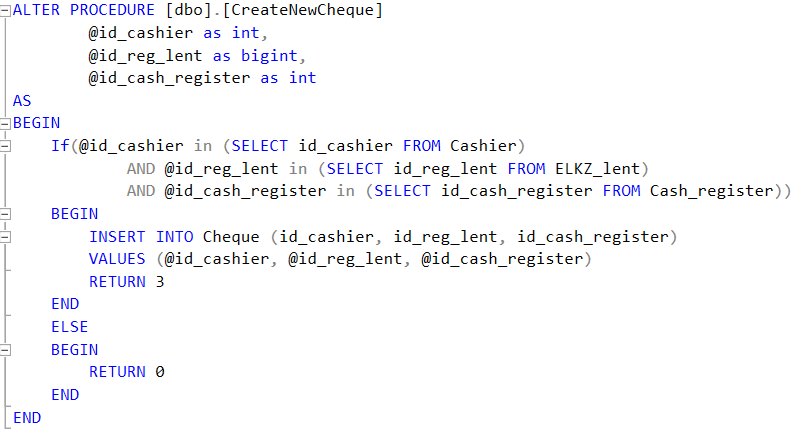 ALTER PROCEDURE [dbo].[CreateNewCheque]
        @id_cashier as int,
        @id_reg_lent as bigint,
        @id_cash_register as int
AS
BEGIN
    If(@id_cashier in (SELECT id_cashier FROM Cashier)
            AND @id_reg_lent in (SELECT id_reg_lent FROM ELKZ_lent)
            AND @id_cash_register in (SELECT id_cash_register FROM Cash_register))
    BEGIN
        INSERT INTO Cheque (id_cashier, id_reg_lent, id_cash_register)
        VALUES (@id_cashier, @id_reg_lent, @id_cash_register)
        RETURN 3
    END
    ELSE
    BEGIN
        RETURN 0
    END
END